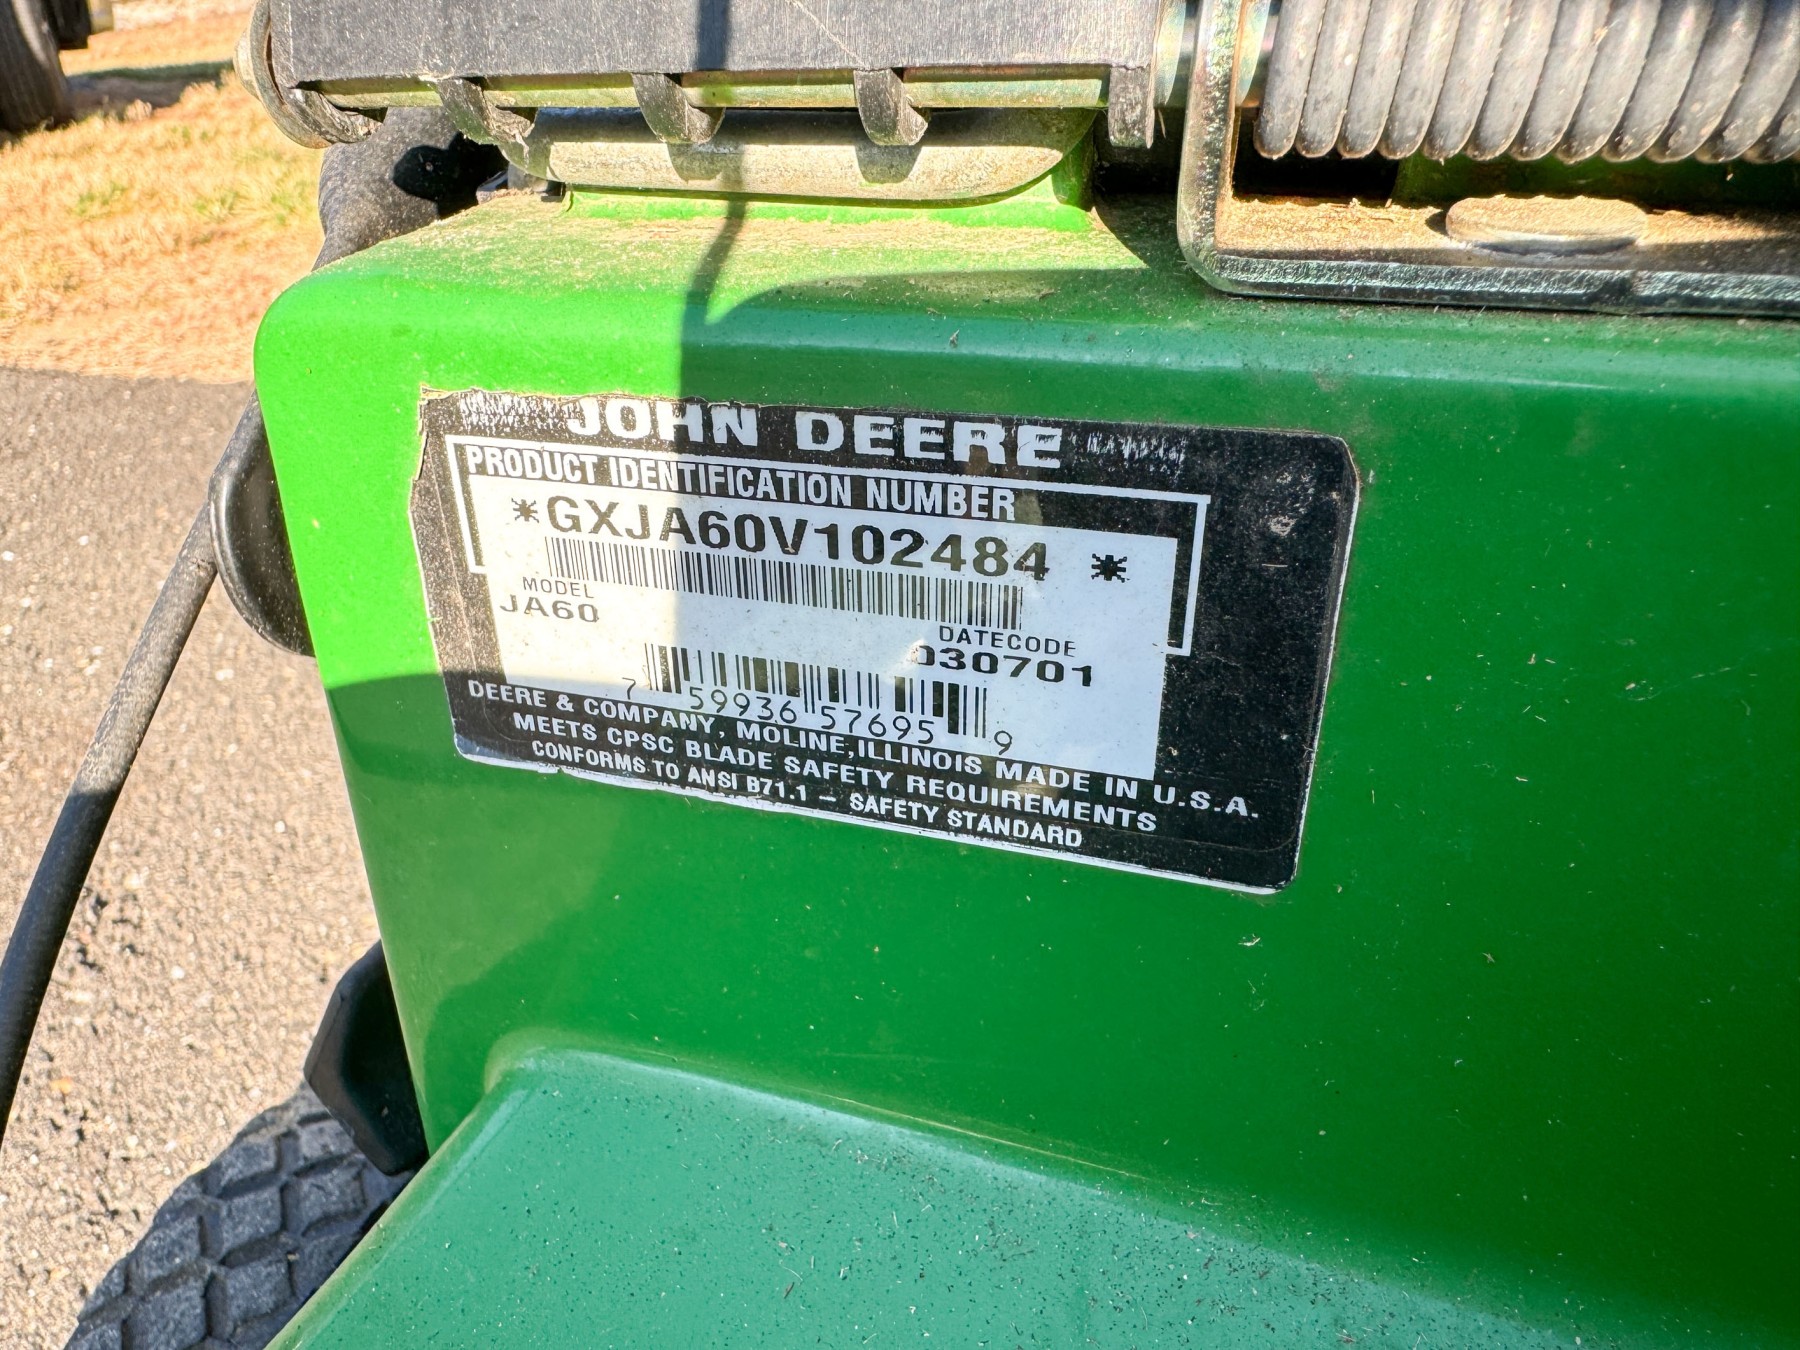 JOHN DEERE
PRODUCT IDENTIFICATION NUMBER
*GXJA60V102484 *
MODEL
JA60
DATECODE
030701
7 59936 57695 9
DEERE & COMPANY, MOLINE, ILLINOIS MADE IN U.S.A.
MEETS CPSC BLADE SAFETY REQUIREMENTS
CONFORMS TO ANSI B71.1 – SAFETY STANDARD